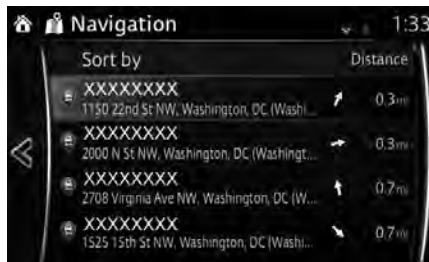 Navigation 1:33
Sort by Distance
XXXXXXXX
1150 22nd St NW, Washington, DC (Washi... 0.3mi
XXXXXXXX
2000 N St NW, Washington, DC (Washingt... 0.3mi
XXXXXXXX
2708 Virginia Ave NW, Washington, DC (W... 0.7mi
XXXXXXXX
1525 15th St NW, Washington, DC (Washi... 0.7mi